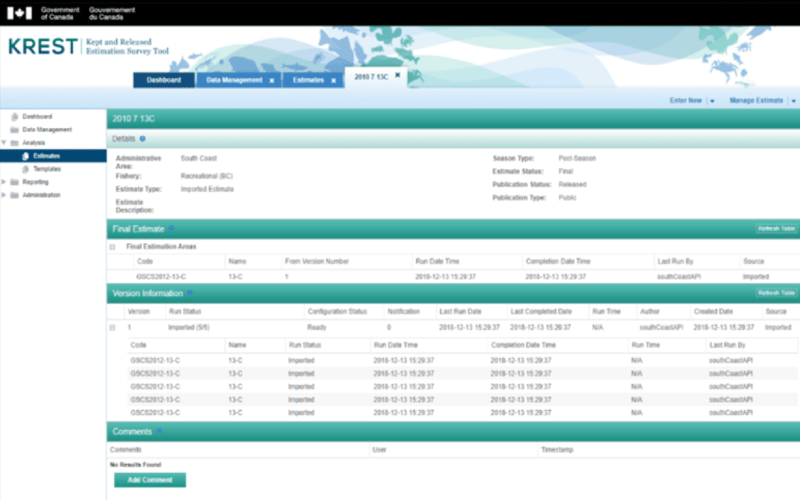 Government of Canada
Gouvernement du Canada
KREST
Kept and Released
Estimation Survey Tool
Dashboard
Data Management ×
Estimates ×
2010 7 13C ×
Enter New
Manage Estimate
Dashboard
Data Management
Analysis
Estimates
Templates
Reporting
Administration
2010 7 13C
Details
Administrative Area: South Coast
Fishery: Recreational (BC)
Estimate Type: Imported Estimate
Estimate Description:
Season Type: Post-Season
Estimate Status: Final
Publication Status: Released
Publication Type: Public
Final Estimate
Refresh Table
Final Estimation Areas
Code Name From Version Number Run Date Time Completion Date Time Last Run By Source
GSCS2012-13-C 13-C 1 2018-12-13 15:29:37 2018-12-13 15:29:37 southCoastAPI Imported
Version Information
Refresh Table
Version Run Status Configuration Status Notification Last Run Date Last Completed Date Run Time Author Created Date Source
1 Imported (5/5) Ready 0 2018-12-13 15:29:37 2018-12-13 15:29:37 N/A southCoastAPI 2018-12-13 15:29:37 Imported
Code Name Run Status Run Date Time Completion Date Time Run Time Last Run By
GSCS2012-13-C 13-C Imported 2018-12-13 15:29:37 2018-12-13 15:29:37 N/A southCoastAPI
GSCS2012-13-C 13-C Imported 2018-12-13 15:29:37 2018-12-13 15:29:37 N/A southCoastAPI
GSCS2012-13-C 13-C Imported 2018-12-13 15:29:37 2018-12-13 15:29:37 N/A southCoastAPI
GSCS2012-13-C 13-C Imported 2018-12-13 15:29:37 2018-12-13 15:29:37 N/A southCoastAPI
GSCS2012-13-C 13-C Imported 2018-12-13 15:29:37 2018-12-13 15:29:37 N/A southCoastAPI
Comments
Comments User Timestamp
No Results Found
Add Comment